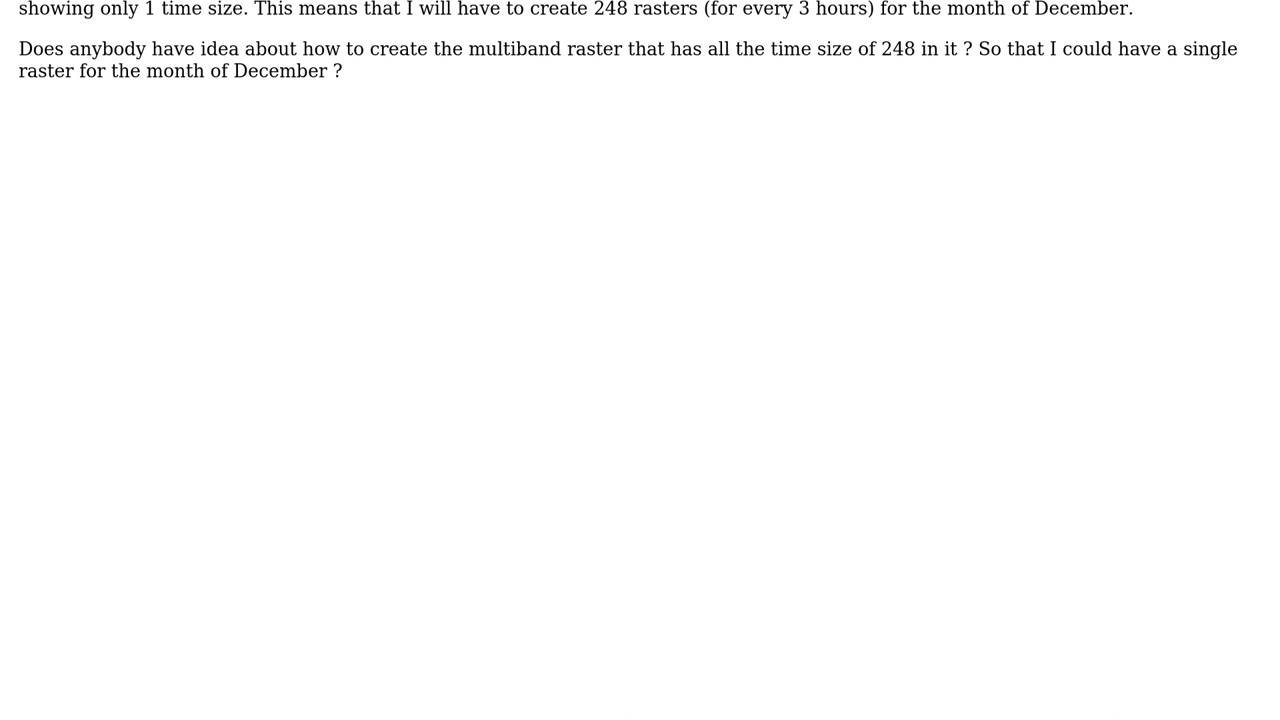 showing only 1 time size. This means that I will have to create 248 rasters (for every 3 hours) for the month of December.
Does anybody have idea about how to create the multiband raster that has all the time size of 248 in it ? So that I could have a single
raster for the month of December ?